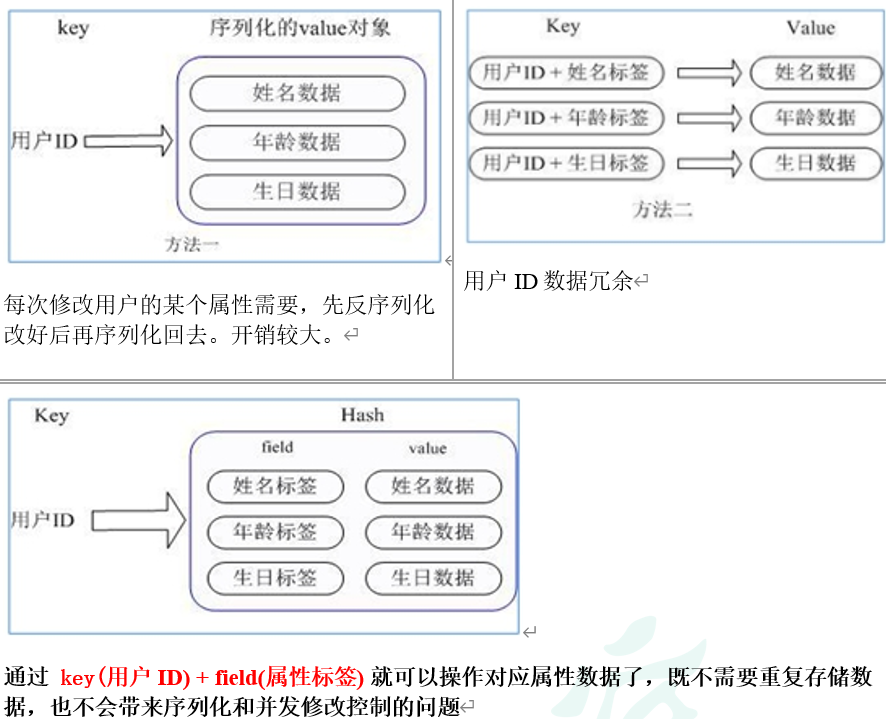 key 序列化的value对象
姓名数据
用户ID 年龄数据
生日数据
方法一
每次修改用户的某个属性需要，先反序列化
改好后再序列化回去。开销较大。
Key Value
用户ID + 姓名标签 姓名数据
用户ID + 年龄标签 年龄数据
用户ID + 生日标签 生日数据
方法二
用户 ID 数据冗余
Key Hash
field value
姓名标签 姓名数据
用户ID 年龄标签 年龄数据
生日标签 生日数据
通过 key(用户 ID) + field(属性标签) 就可以操作对应属性数据了，既不需要重复存储数
据，也不会带来序列化和并发修改控制的问题